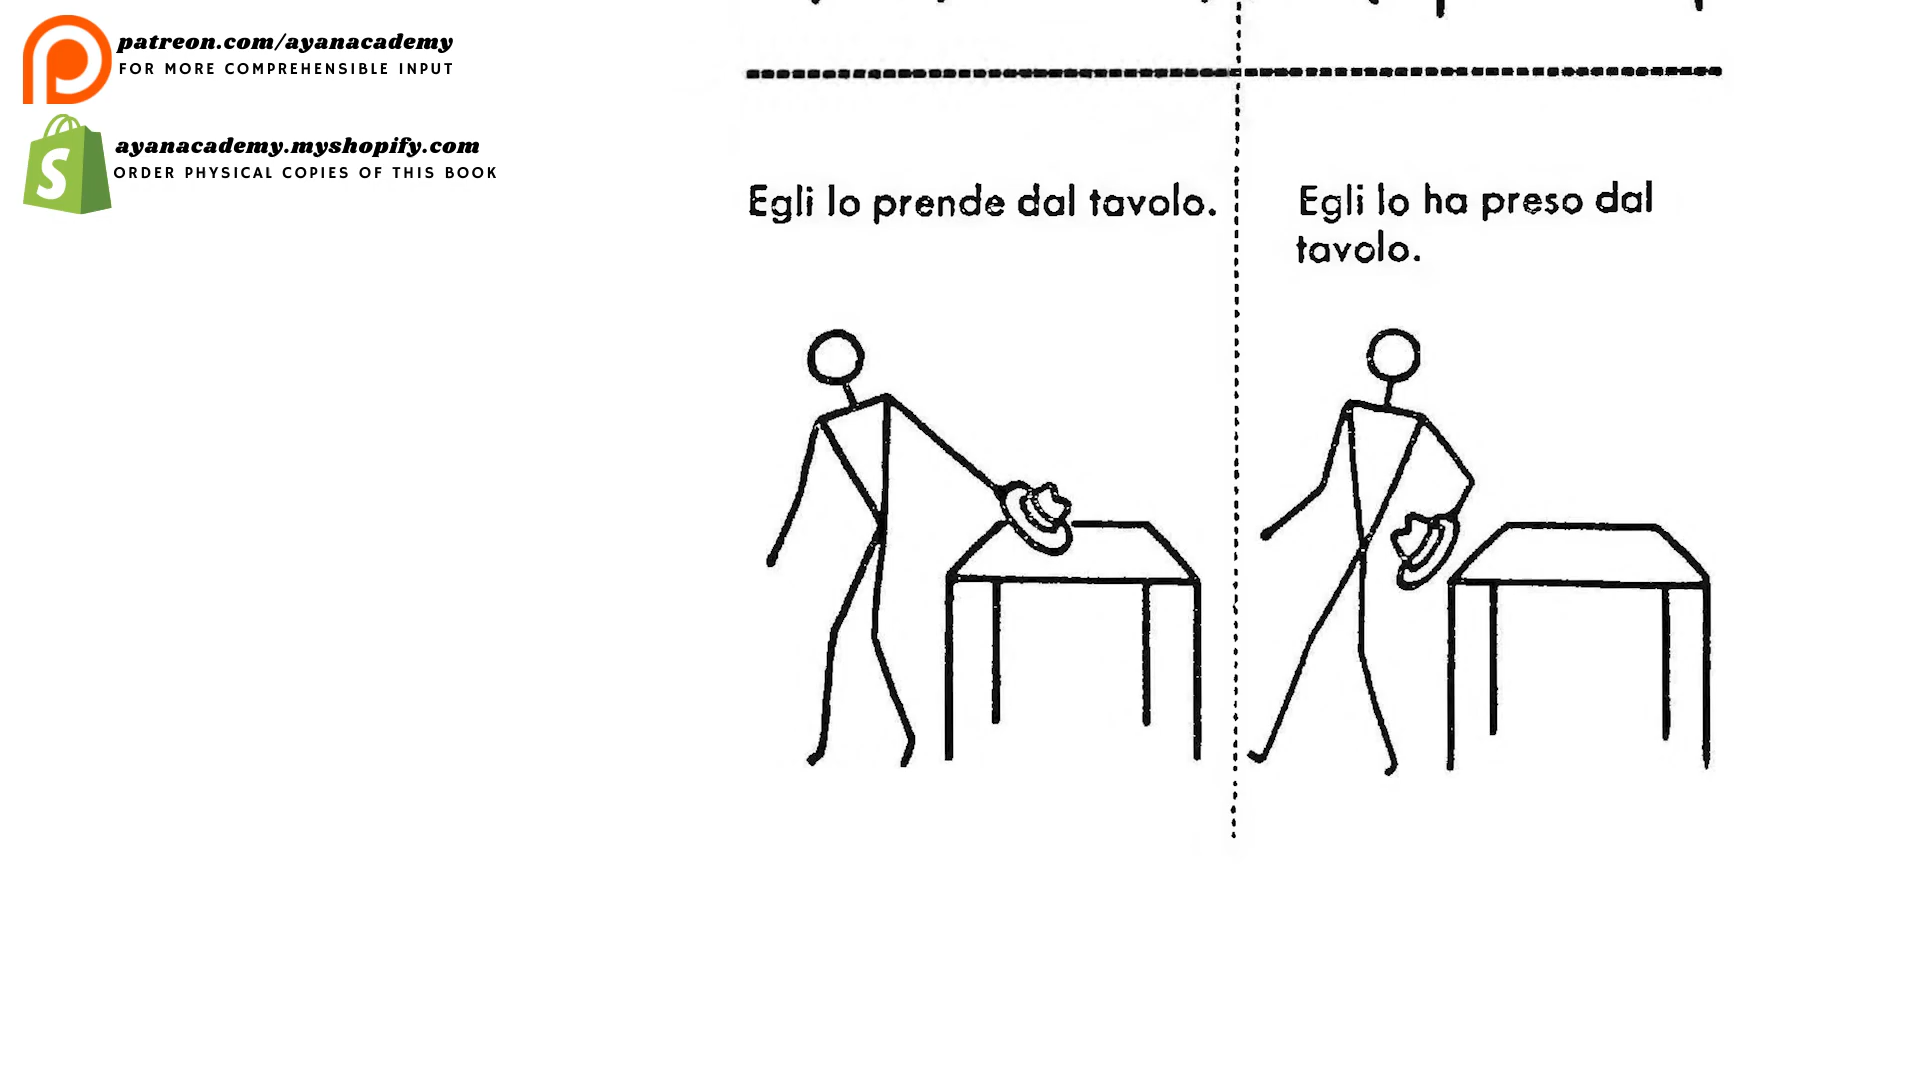 patreon.com/ayanacademy
FOR MORE COMPREHENSIBLE INPUT
ayanacademy.myshopify.com
ORDER PHYSICAL COPIES OF THIS BOOK
Egli lo prende dal tavolo.
Egli lo ha preso dal
tavolo.